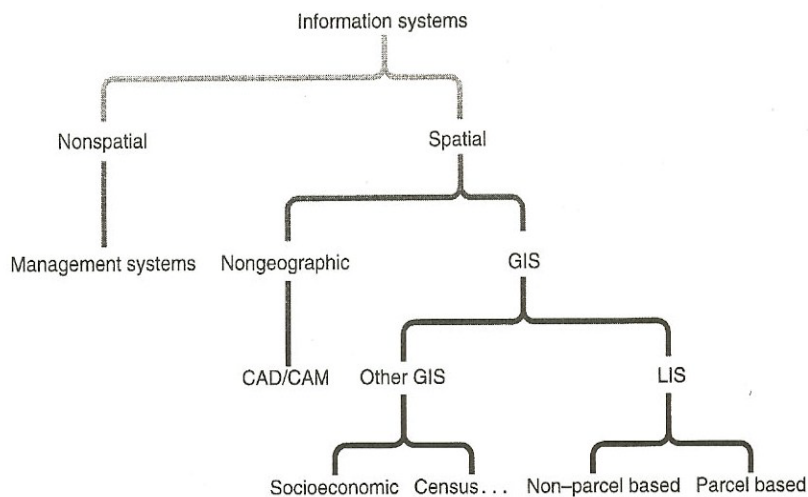 Information systems
Nonspatial Spatial
Management systems Nongeographic GIS
CAD/CAM Other GIS LIS
Socioeconomic Census... Non–parcel based Parcel based